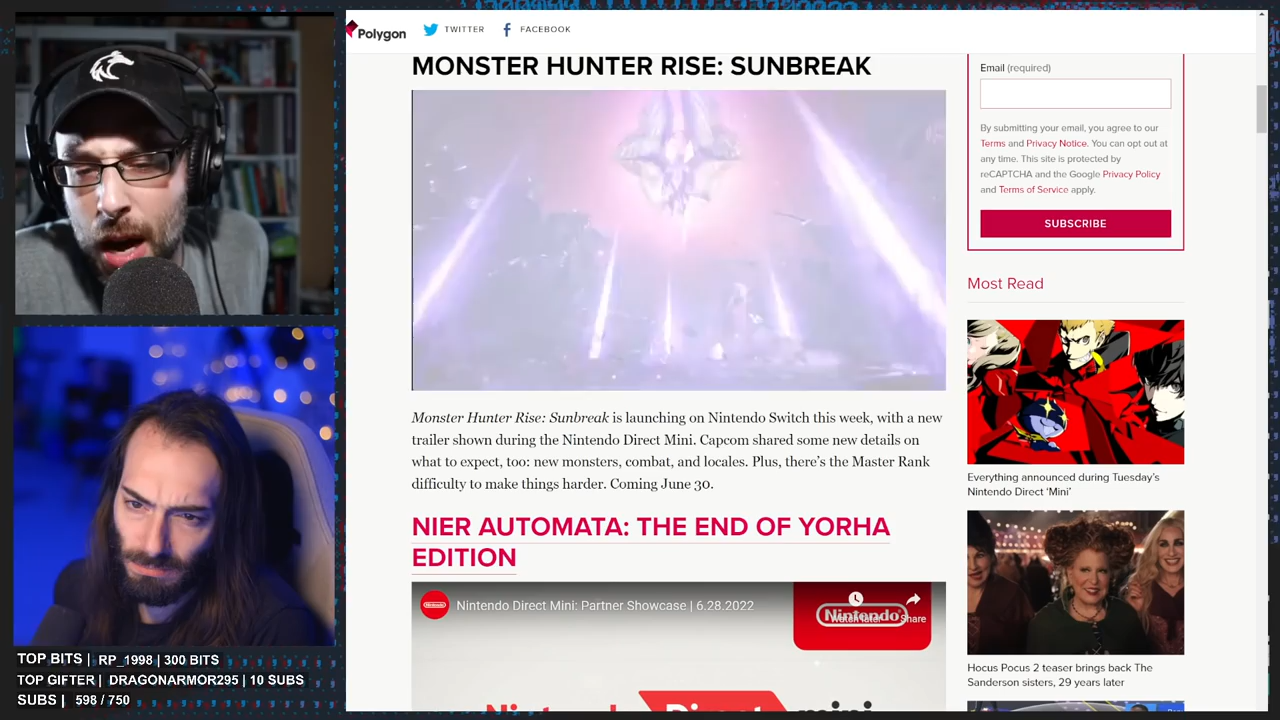 Polygon
TWITTER
FACEBOOK
MONSTER HUNTER RISE: SUNBREAK
Monster Hunter Rise: Sunbreak is launching on Nintendo Switch this week, with a new
trailer shown during the Nintendo Direct Mini. Capcom shared some new details on
what to expect, too: new monsters, combat, and locales. Plus, there's the Master Rank
difficulty to make things harder. Coming June 30.
NIER AUTOMATA: THE END OF YORHA
EDITION
Nintendo
Nintendo Direct Mini: Partner Showcase | 6.28.2022
Nintendo
Watch later
Share
Nintendo Direct mini
Email (required)
By submitting your email, you agree to our
Terms and Privacy Notice. You can opt out at
any time. This site is protected by
reCAPTCHA and the Google Privacy Policy
and Terms of Service apply.
SUBSCRIBE
Most Read
Everything announced during Tuesday's
Nintendo Direct ‘Mini’
Hocus Pocus 2 teaser brings back The
Sanderson sisters, 29 years later
TOP BITS | RP_1998 | 300 BITS
TOP GIFTER | DRAGONARMOR295 | 10 SUBS
SUBS | 598 / 750